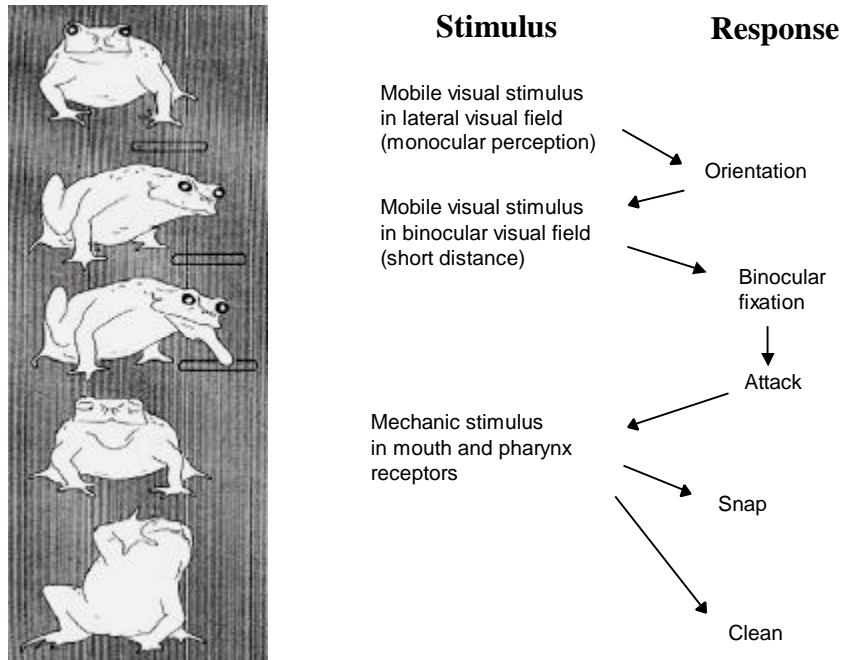 Stimulus
Response
Mobile visual stimulus
in lateral visual field
(monocular perception)
Orientation
Mobile visual stimulus
in binocular visual field
(short distance)
Binocular
fixation
Attack
Mechanic stimulus
in mouth and pharynx
receptors
Snap
Clean